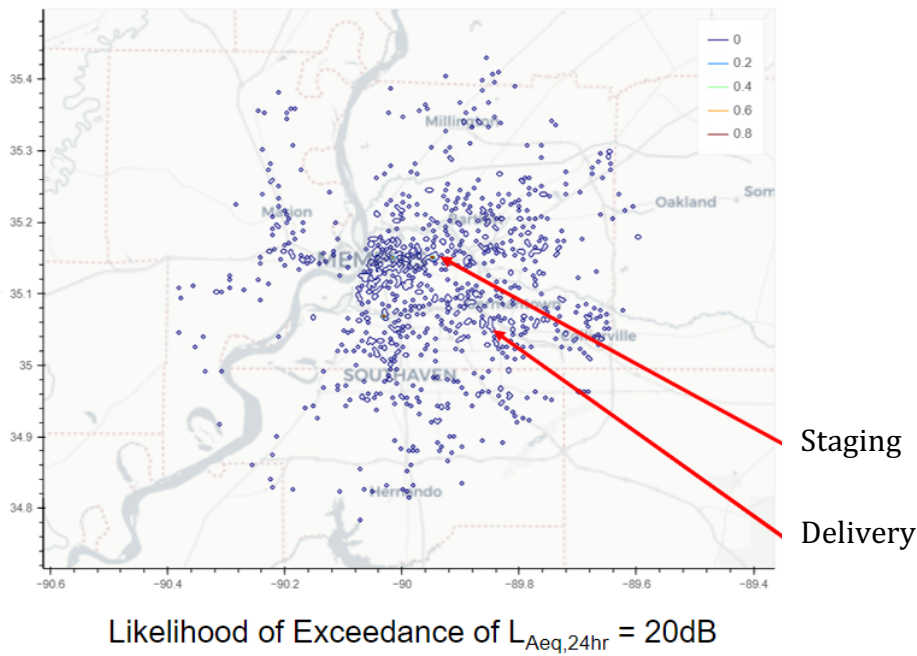 35.4
35.3
35.2
35.1
35
34.9
34.8
−90.6
−90.4
−90.2
−90
−89.8
−89.6
−89.4
0
0.2
0.4
0.6
0.8
Millington
Marion
Oakland
Som
SOUTHAVEN
Hernando
Staging
Delivery
Likelihood of Exceedance of LAeq,24hr = 20dB